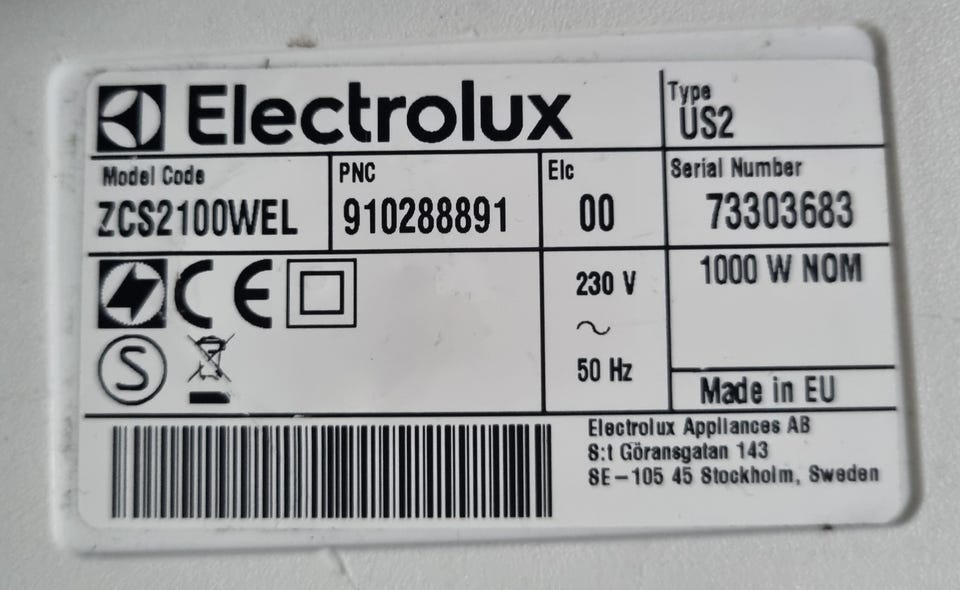 Electrolux
Type
US2
Model Code
ZCS2100WEL
PNC
910288891
Elc
00
Serial Number
73303683
CE
230 V
~
50 Hz
1000 W NOM
S
Made in EU
Electrolux Appliances AB
S:t Göransgatan 143
SE-105 45 Stockholm, Sweden